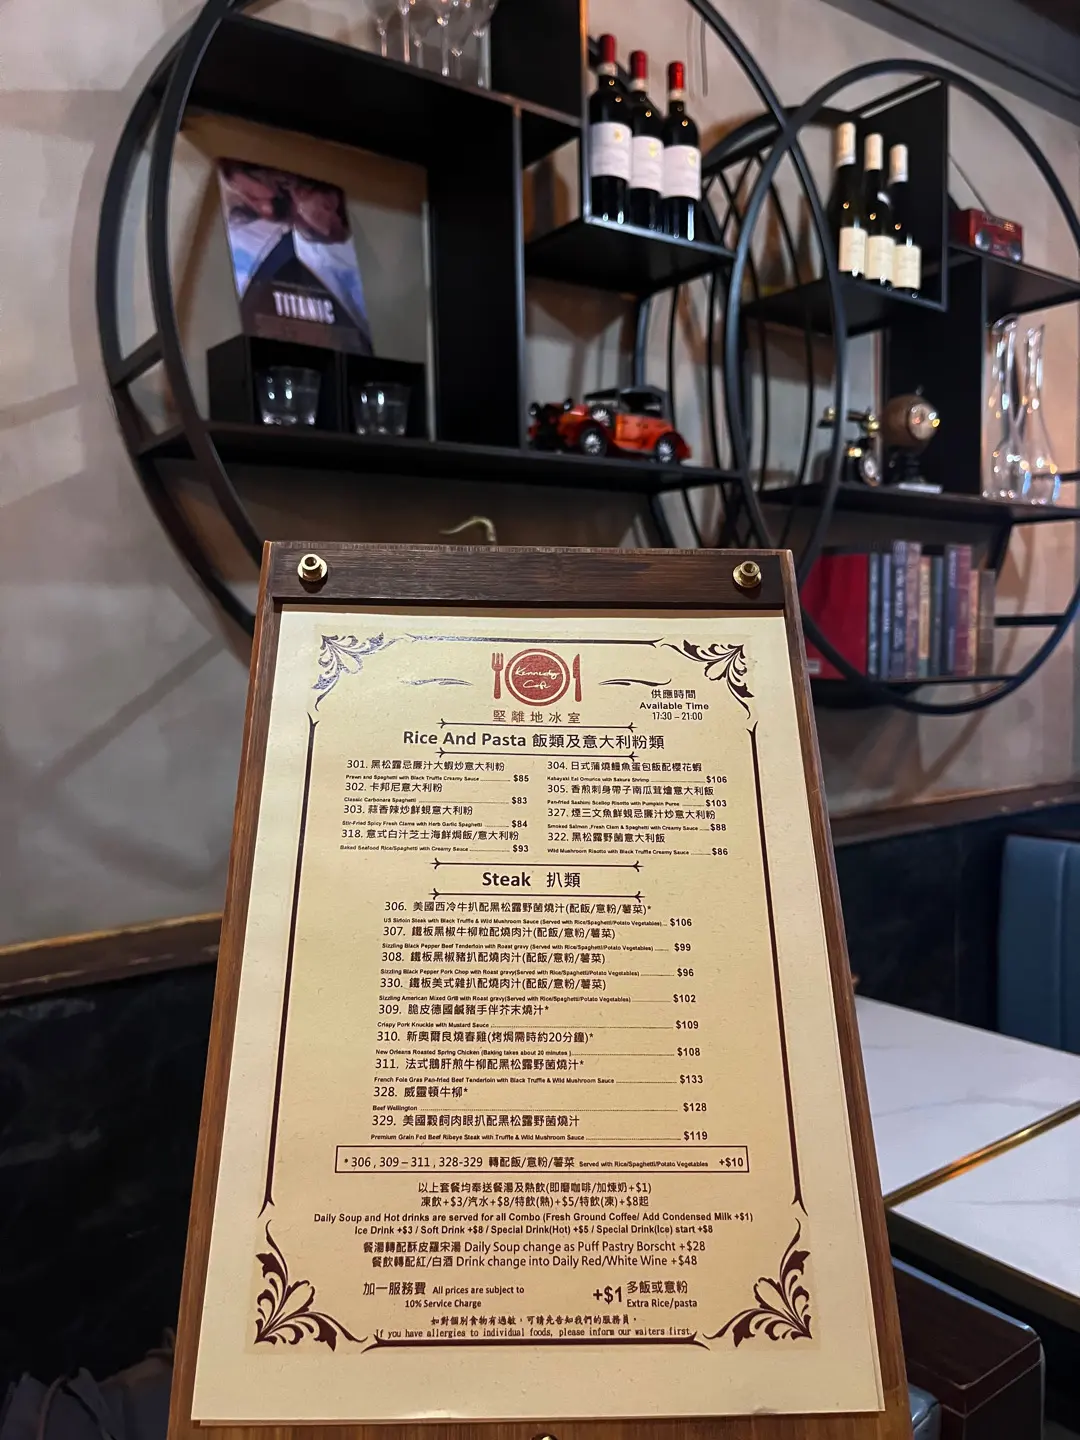 TITANIC
Kennedy
Café
堅離地冰室
供應時間
Available Time
17:30 – 21:00
Rice And Pasta 飯類及意大利粉類
301. 黑松露忌廉汁大蝦炒意大利粉
Prawn and Spaghetti with Black Truffle Creamy Sauce $85
302. 卡邦尼意大利粉
Classic Carbonara Spaghetti $83
303. 蒜香辣炒鮮蜆意大利粉
Stir-Fried Spicy Fresh Clams with Herb Garlic Spaghetti $84
318. 意式白汁芝士海鮮焗飯/意大利粉
Baked Seafood Rice/Spaghetti with Creamy Sauce $93
304. 日式蒲燒鰻魚蛋包飯配櫻花蝦
Kabayaki Eel Omurice with Sakura Shrimp $106
305. 香煎刺身帶子南瓜茸燴意大利飯
Pan-fried Sashimi Scallop Risotto with Pumpkin Puree $103
327. 煙三文魚鮮蜆忌廉汁炒意大利粉
Smoked Salmon ,Fresh Clam & Spaghetti with Creamy Sauce $88
322. 黑松露野菌意大利飯
Wild Mushroom Risotto with Black Truffle Creamy Sauce $86
Steak 扒類
306. 美國西冷牛扒配黑松露野菌燒汁(配飯/意粉/薯菜)*
US Sirloin Steak with Black Truffle & Wild Mushroom Sauce (Served with Rice/Spaghetti/Potato Vegetables) $106
307. 鐵板黑椒牛柳粒配燒肉汁(配飯/意粉/薯菜)
Sizzling Black Pepper Beef Tenderloin with Roast gravy (Served with Rice/Spaghetti/Potato Vegetables) $99
308. 鐵板黑椒豬扒配燒肉汁(配飯/意粉/薯菜)
Sizzling Black Pepper Pork Chop with Roast gravy(Served with Rice/Spaghetti/Potato Vegetables) $96
330. 鐵板美式雜扒配燒肉汁(配飯/意粉/薯菜)
Sizzling American Mixed Grill with Roast gravy(Served with Rice/Spaghetti/Potato Vegetables) $102
309. 脆皮德國鹹豬手伴芥末燒汁*
Crispy Pork Knuckle with Mustard Sauce $109
310. 新奧爾良燒春雞(烤焗需時約20分鐘)*
New Orleans Roasted Spring Chicken (Baking takes about 20 minutes ) $108
311. 法式鵝肝煎牛柳配黑松露野菌燒汁*
French Foie Gras Pan-fried Beef Tenderloin with Black Truffle & Wild Mushroom Sauce $133
328. 威靈頓牛柳*
Beef Wellington $128
329. 美國穀飼肉眼扒配黑松露野菌燒汁
Premium Grain Fed Beef Ribeye Steak with Truffle & Wild Mushroom Sauce $119
*306 , 309 – 311 , 328-329 轉配飯/意粉/薯菜 Served with Rice/Spaghetti/Potato Vegetables +$10
以上套餐均奉送餐湯及熱飲(即磨咖啡/加煉奶+$1)
凍飲+$3/汽水+$8/特飲(熱)+$5/特飲(凍)+$8起
Daily Soup and Hot drinks are served for all Combo (Fresh Ground Coffee/ Add Condensed Milk +$1)
Ice Drink +$3 / Soft Drink +$8 / Special Drink(Hot) +$5 / Special Drink(Ice) start +$8
餐湯轉配酥皮羅宋湯 Daily Soup change as Puff Pastry Borscht +$28
餐飲轉配紅/白酒 Drink change into Daily Red/White Wine +$48
加一服務費 All prices are subject to
10% Service Charge
+$1 多飯或意粉
Extra Rice/pasta
如對個別食物有過敏，可請先告知我們的服務員。
If you have allergies to individual foods, please inform our waiters first.